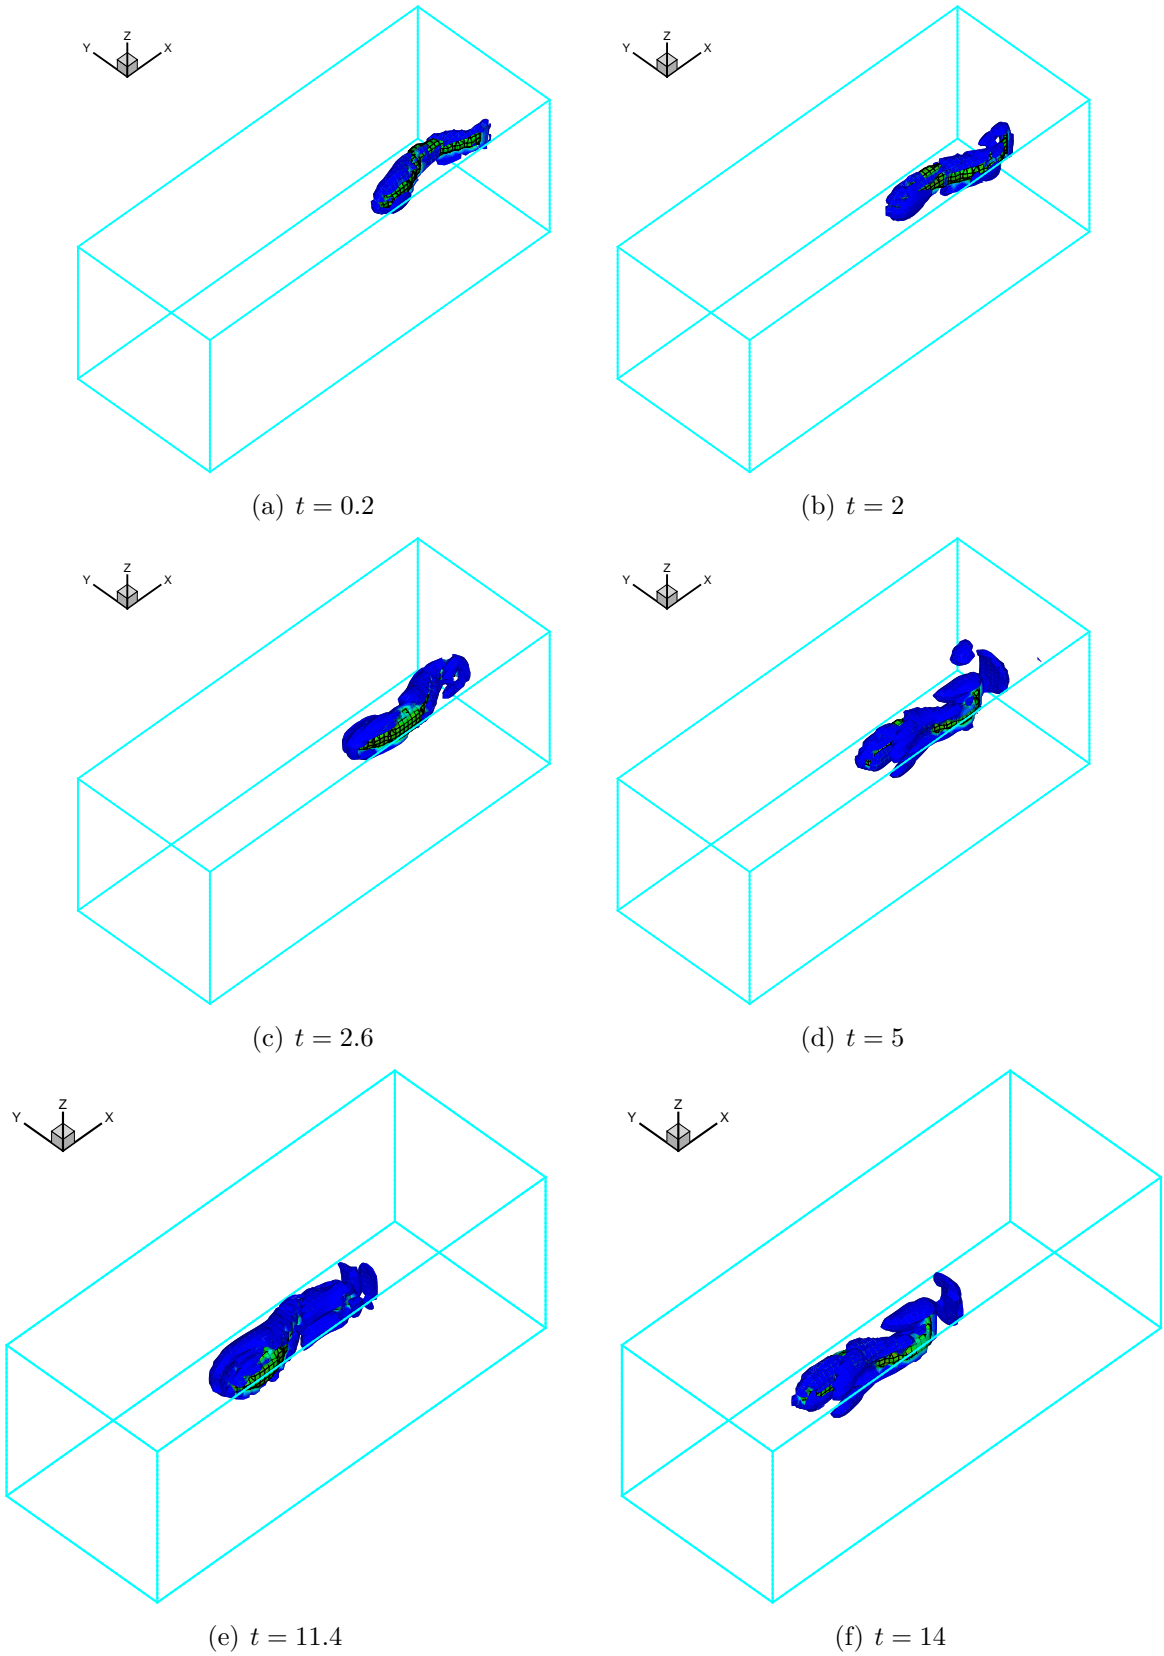 Z
Y X
Z
Y X
(a) t = 0.2
(b) t = 2
Z
Y X
Z
Y X
(c) t = 2.6
(d) t = 5
Z
Y X
Z
Y X
(e) t = 11.4
(f) t = 14